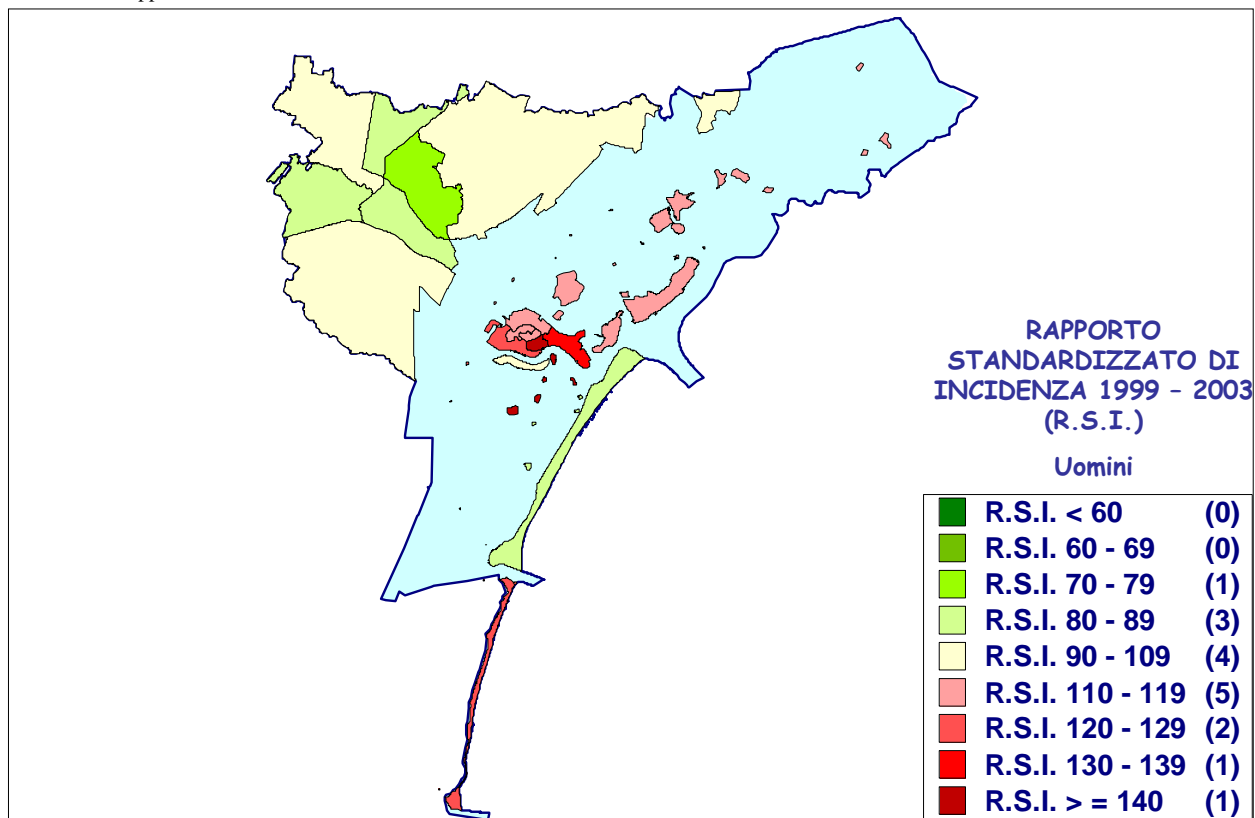 RAPPORTO
STANDARDIZZATO DI
INCIDENZA 1999 – 2003
(R.S.I.)
Uomini
R.S.I. < 60 (0)
R.S.I. 60 - 69 (0)
R.S.I. 70 - 79 (1)
R.S.I. 80 - 89 (3)
R.S.I. 90 - 109 (4)
R.S.I. 110 - 119 (5)
R.S.I. 120 - 129 (2)
R.S.I. 130 - 139 (1)
R.S.I. > = 140 (1)